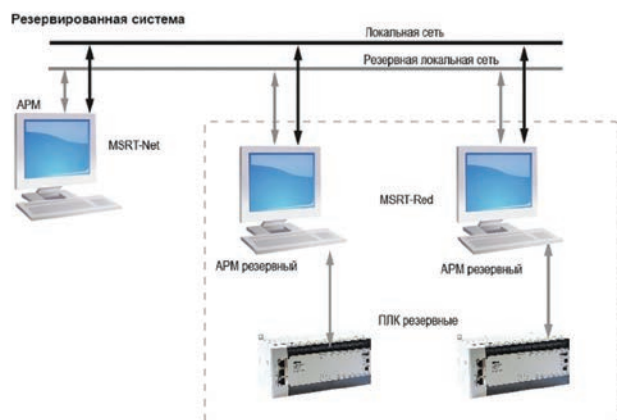 Резервированная система
Локальная сеть
Резервная локальная сеть
АРМ
MSRT-Net
MSRT-Red
АРМ резервный
АРМ резервный
ПЛК резервные